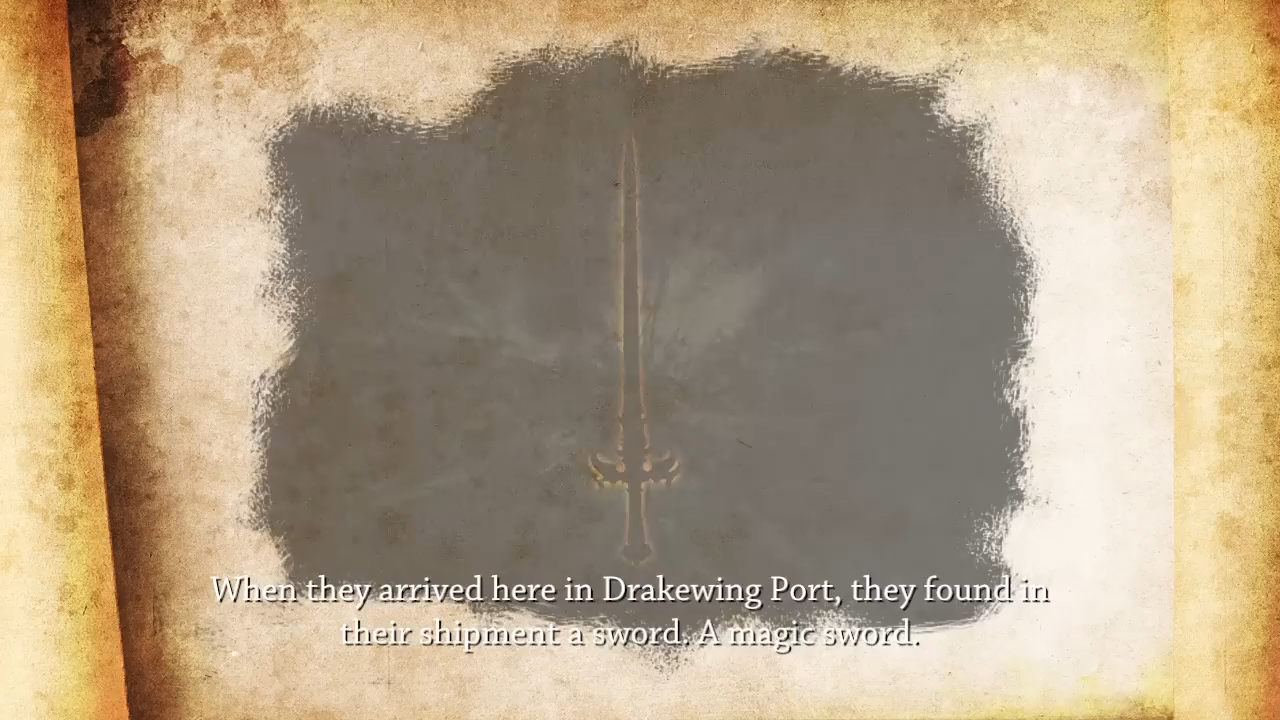 When they arrived here in Drakewing Port, they found in
their shipment a sword. A magic sword.